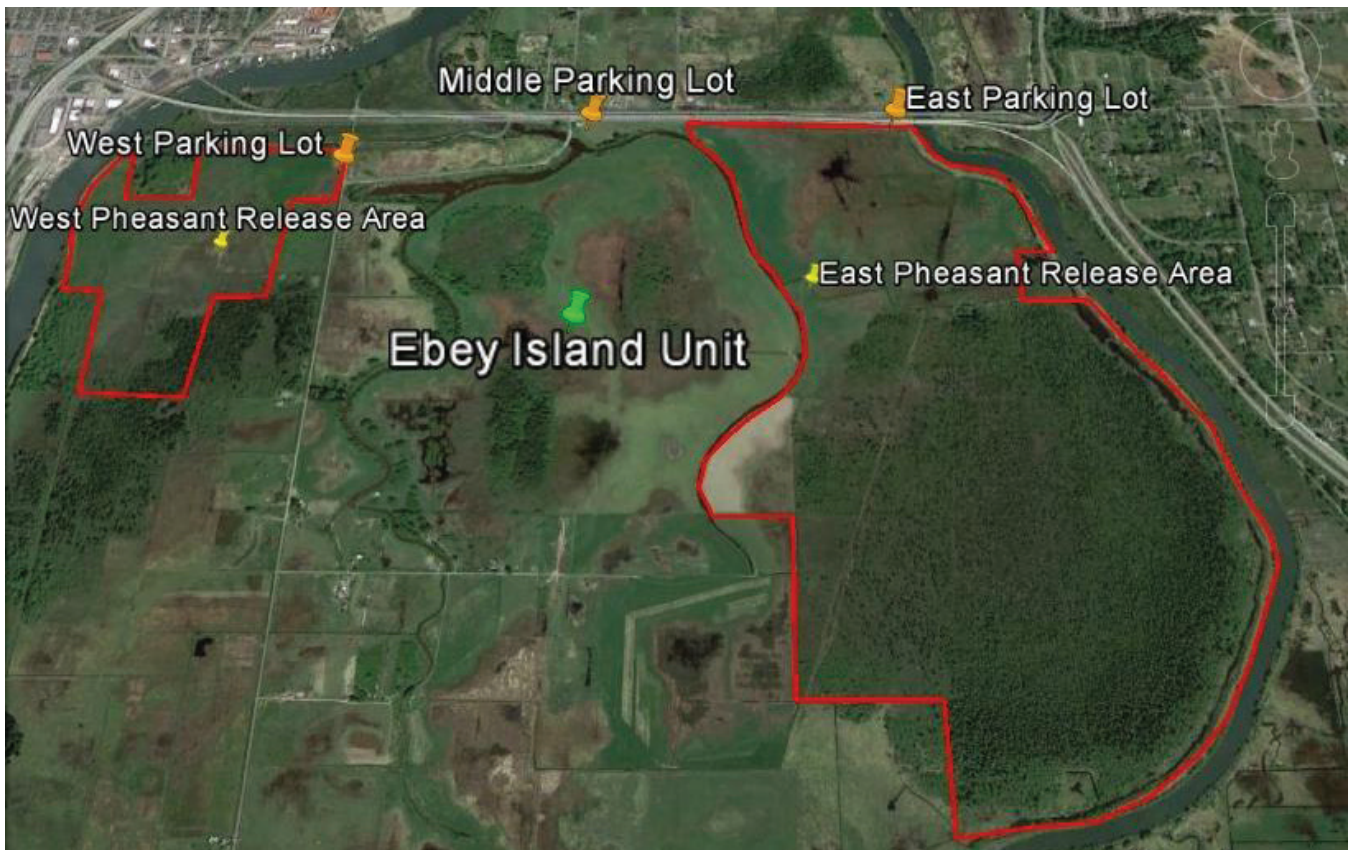 Middle Parking Lot
East Parking Lot
West Parking Lot
West Pheasant Release Area
East Pheasant Release Area
Ebey Island Unit